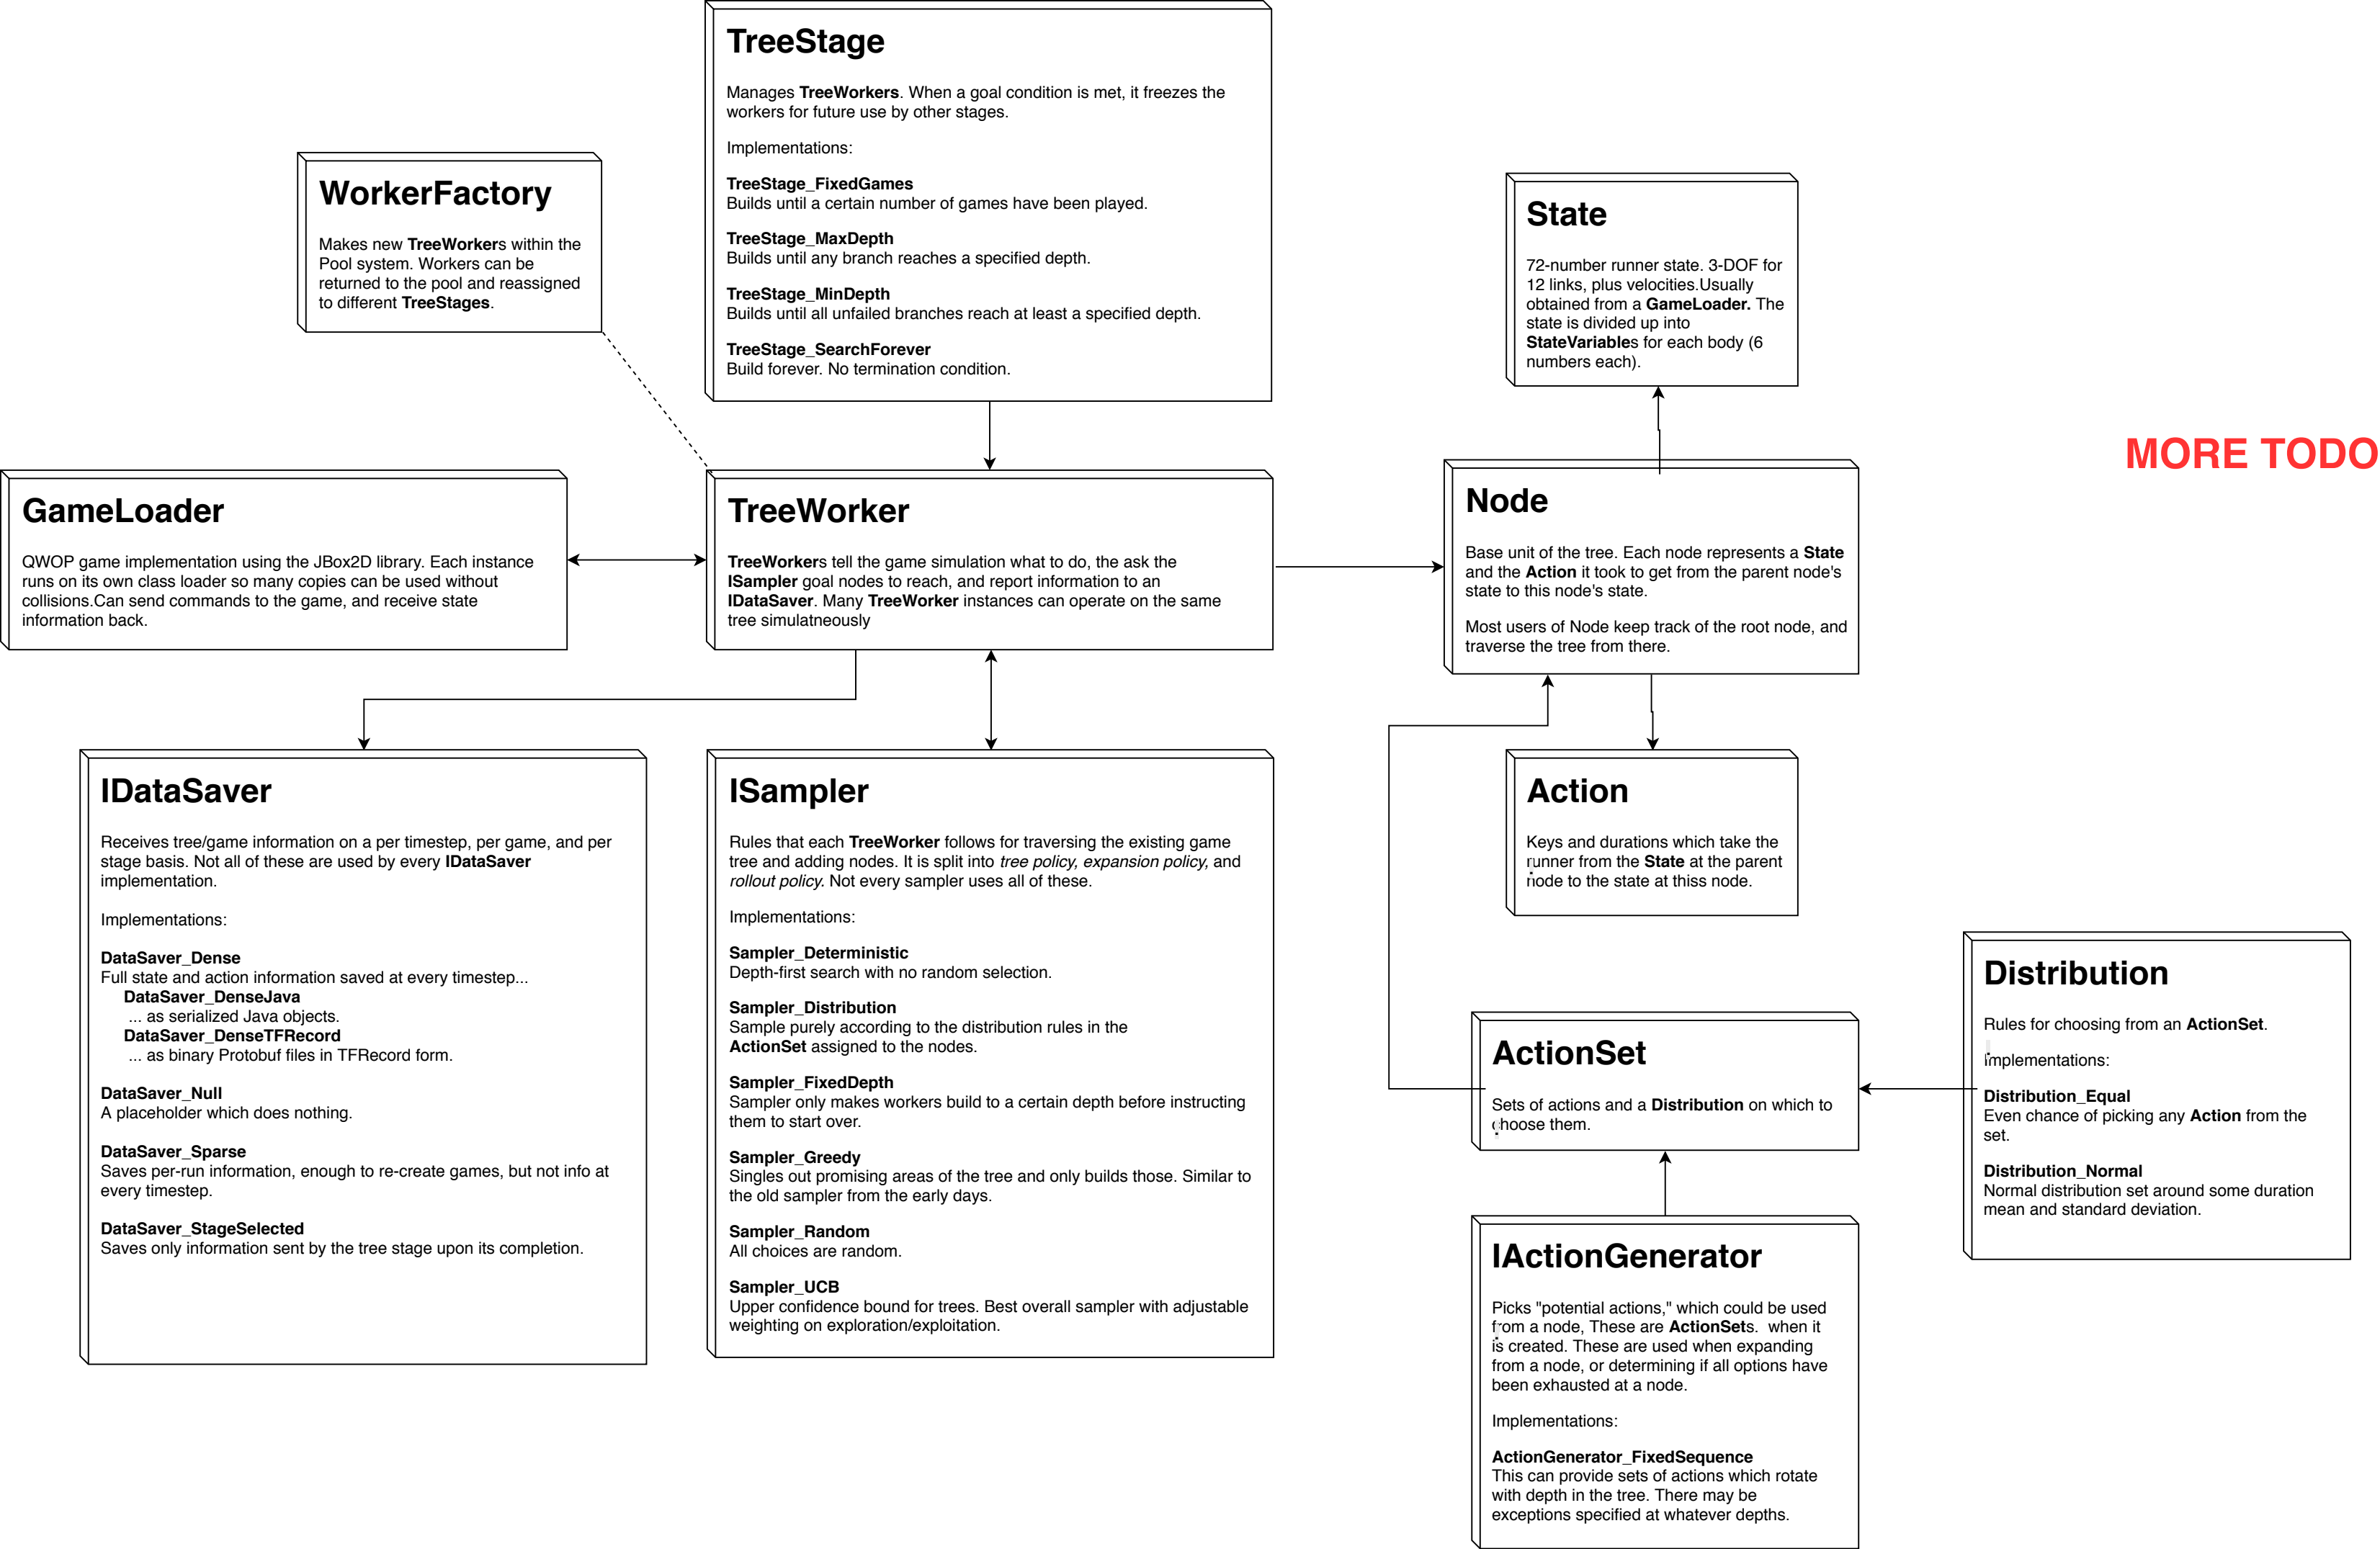 TreeStage
Manages TreeWorkers. When a goal condition is met, it freezes the
workers for future use by other stages.
Implementations:
TreeStage_FixedGames
Builds until a certain number of games have been played.
TreeStage_MaxDepth
Builds until any branch reaches a specified depth.
TreeStage_MinDepth
Builds until all unfailed branches reach at least a specified depth.
TreeStage_SearchForever
Build forever. No termination condition.
WorkerFactory
Makes new TreeWorkers within the
Pool system. Workers can be
returned to the pool and reassigned
to different TreeStages.
State
72-number runner state. 3-DOF for
12 links, plus velocities.Usually
obtained from a GameLoader. The
state is divided up into
StateVariables for each body (6
numbers each).
MORE TODO
GameLoader
QWOP game implementation using the JBox2D library. Each instance
runs on its own class loader so many copies can be used without
collisions.Can send commands to the game, and receive state
information back.
TreeWorker
TreeWorkers tell the game simulation what to do, the ask the
ISampler goal nodes to reach, and report information to an
IDataSaver. Many TreeWorker instances can operate on the same
tree simulatneously
Node
Base unit of the tree. Each node represents a State
and the Action it took to get from the parent node's
state to this node's state.
Most users of Node keep track of the root node, and
traverse the tree from there.
IDataSaver
Receives tree/game information on a per timestep, per game, and per
stage basis. Not all of these are used by every IDataSaver
implementation.
Implementations:
DataSaver_Dense
Full state and action information saved at every timestep...
DataSaver_DenseJava
... as serialized Java objects.
DataSaver_DenseTFRecord
... as binary Protobuf files in TFRecord form.
DataSaver_Null
A placeholder which does nothing.
DataSaver_Sparse
Saves per-run information, enough to re-create games, but not info at
every timestep.
DataSaver_StageSelected
Saves only information sent by the tree stage upon its completion.
ISampler
Rules that each TreeWorker follows for traversing the existing game
tree and adding nodes. It is split into tree policy, expansion policy, and
rollout policy. Not every sampler uses all of these.
Implementations:
Sampler_Deterministic
Depth-first search with no random selection.
Sampler_Distribution
Sample purely according to the distribution rules in the
ActionSet assigned to the nodes.
Sampler_FixedDepth
Sampler only makes workers build to a certain depth before instructing
them to start over.
Sampler_Greedy
Singles out promising areas of the tree and only builds those. Similar to
the old sampler from the early days.
Sampler_Random
All choices are random.
Sampler_UCB
Upper confidence bound for trees. Best overall sampler with adjustable
weighting on exploration/exploitation.
Action
Keys and durations which take the
runner from the State at the parent
node to the state at thiss node.
ActionSet
Sets of actions and a Distribution on which to
choose them.
Distribution
Rules for choosing from an ActionSet.
Implementations:
Distribution_Equal
Even chance of picking any Action from the
set.
Distribution_Normal
Normal distribution set around some duration
mean and standard deviation.
IActionGenerator
Picks "potential actions," which could be used
from a node, These are ActionSets.  when it
is created. These are used when expanding
from a node, or determining if all options have
been exhausted at a node.
Implementations:
ActionGenerator_FixedSequence
This can provide sets of actions which rotate
with depth in the tree. There may be
exceptions specified at whatever depths.